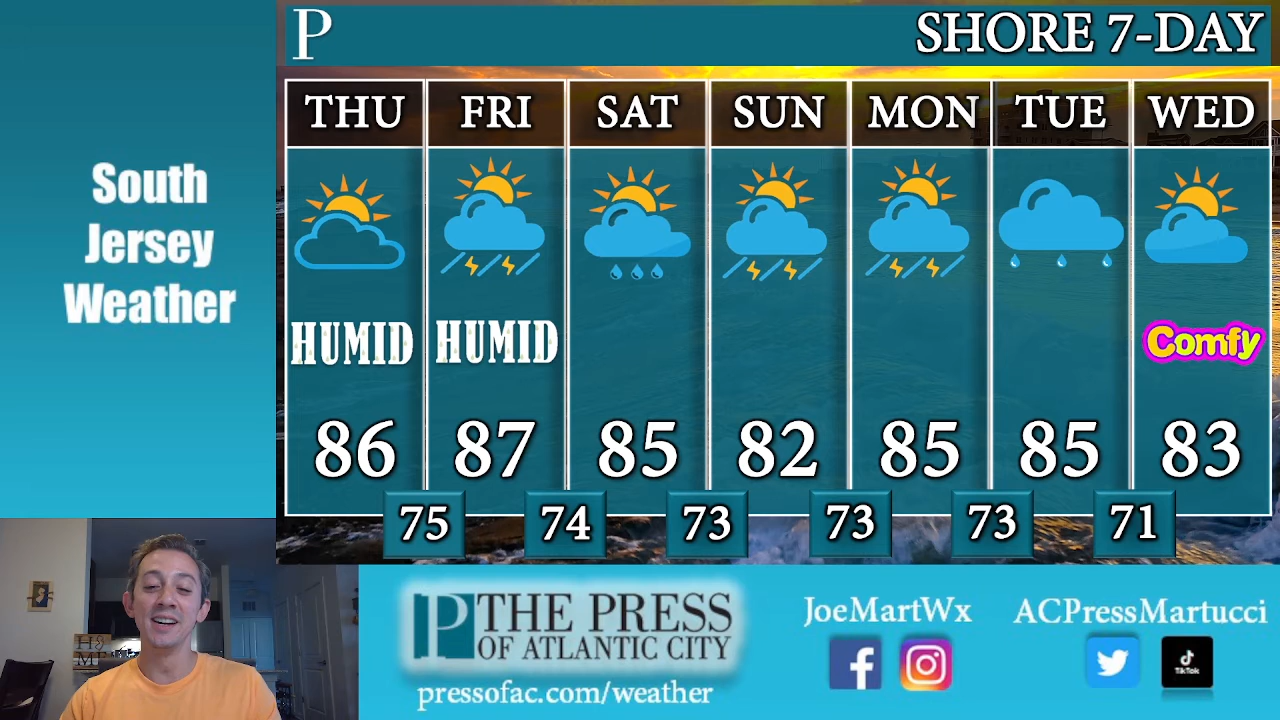 P
SHORE 7-DAY
South
Jersey
Weather
THU FRI SAT SUN MON TUE WED
HUMID HUMID Comfy
86 87 85 82 85 85 83
75 74 73 73 73 71
P THE PRESS
OF ATLANTIC CITY
pressofac.com/weather
JoeMartWx
ACPressMartucci
TikTok